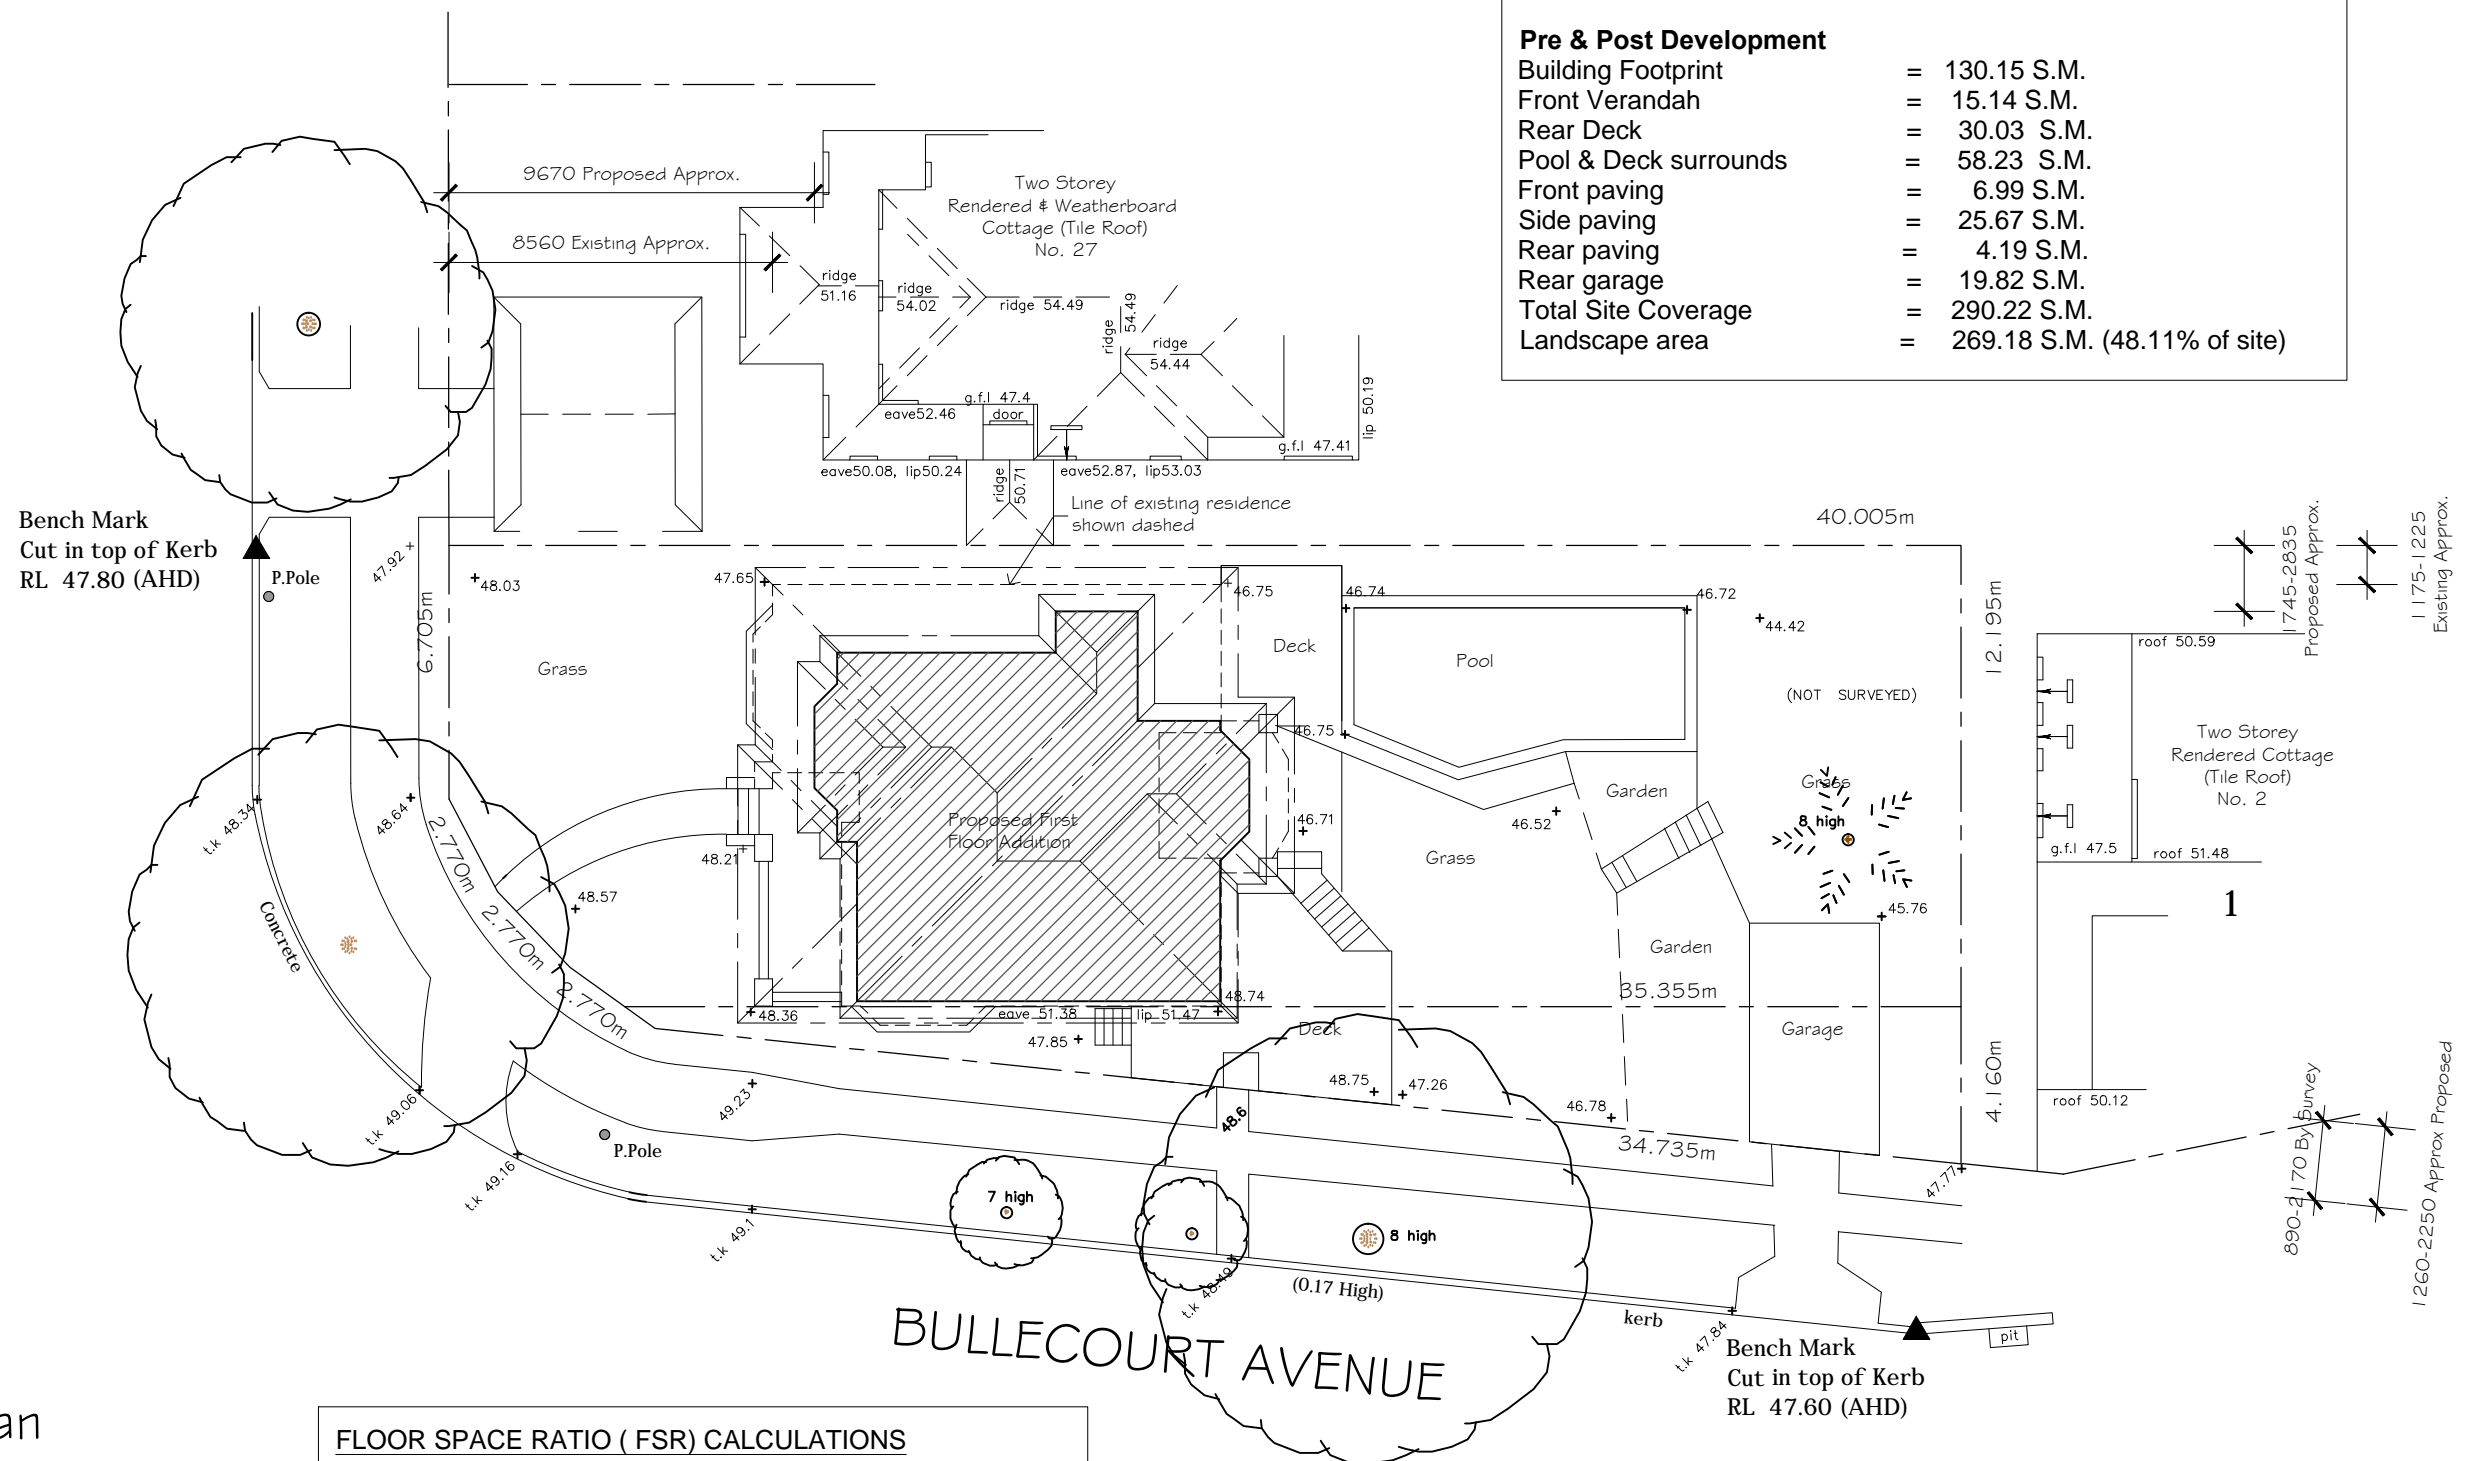 Pre & Post Development
Building Footprint = 130.15 S.M.
Front Verandah = 15.14 S.M.
Rear Deck = 30.03 S.M.
Pool & Deck surrounds = 58.23 S.M.
Front paving = 6.99 S.M.
Side paving = 25.67 S.M.
Rear paving = 4.19 S.M.
Rear garage = 19.82 S.M.
Total Site Coverage = 290.22 S.M.
Landscape area = 269.18 S.M. (48.11% of site)
9670 Proposed Approx.
8560 Existing Approx.
Two Storey
Rendered & Weatherboard
Cottage (Tile Roof)
No. 27
ridge
51.16
ridge
54.02
ridge 54.49
ridge 54.49
ridge
54.44
g.f.l 47.4
eave52.46
door
g.f.l 47.41
lip 50.19
eave50.08, lip50.24
eave52.87, lip53.03
ridge
50.71
Line of existing residence
shown dashed
40.005m
1745-2835
Proposed Approx.
1175-1225
Existing Approx.
Bench Mark
Cut in top of Kerb
RL 47.80 (AHD)
P.Pole
47.92
48.03
47.65
46.75
46.74
46.72
44.42
6.705m
12.195m
Grass
Deck
Pool
(NOT SURVEYED)
roof 50.59
46.75
Two Storey
Rendered Cottage
(Tile Roof)
No. 2
Grass
8 high
Garden
t.k 48.34
48.64
2.770m
Proposed First
Floor Addition
46.71
46.52
48.21
Grass
g.f.l 47.5
roof 51.48
1
48.57
2.770m
Concrete
45.76
Garden
2.770m
35.355m
48.74
48.36
eave 51.38
lip 51.47
Deck
Garage
47.85
4.160m
48.75
47.26
46.78
48.6
49.23
t.k 49.06
roof 50.12
890-2170 By Survey
1260-2250 Approx Proposed
P.Pole
34.735m
t.k 49.16
47.77
7 high
8 high
t.k 49.1
t.k 48.49
(0.17 High)
kerb
t.k 47.84
pit
BULLECOURT AVENUE
Bench Mark
Cut in top of Kerb
RL 47.60 (AHD)
an
FLOOR SPACE RATIO ( FSR) CALCULATIONS